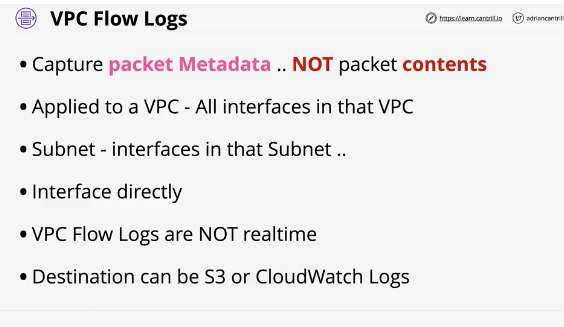 VPC Flow Logs
https://learn.cantrill.io
adriancantrill
• Capture packet Metadata .. NOT packet contents
• Applied to a VPC - All interfaces in that VPC
• Subnet - interfaces in that Subnet ..
• Interface directly
• VPC Flow Logs are NOT realtime
• Destination can be S3 or CloudWatch Logs